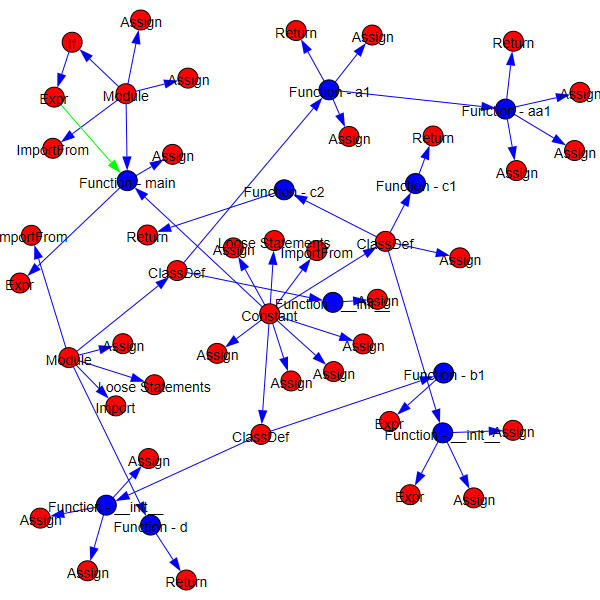 Assign
Return
Assign
Return
If
Assign
Module
Expr
Function - a1
Assign
Function - aa1
ImportFrom
Assign
Return
Assign
Assign
Assign
Function - main
Function - c2
Function - c1
Return
ImportFrom
Assign
Loose Statements
ImportFrom
ClassDef
Assign
Expr
ClassDef
Function - __init__
Assign
Constant
Module
Assign
Assign
Assign
Assign
Assign
Loose Statements
Import
Function - b1
Expr
ClassDef
Function - __init__
Assign
Assign
Expr
Assign
Function - __init__
Assign
Function - d
Assign
Return